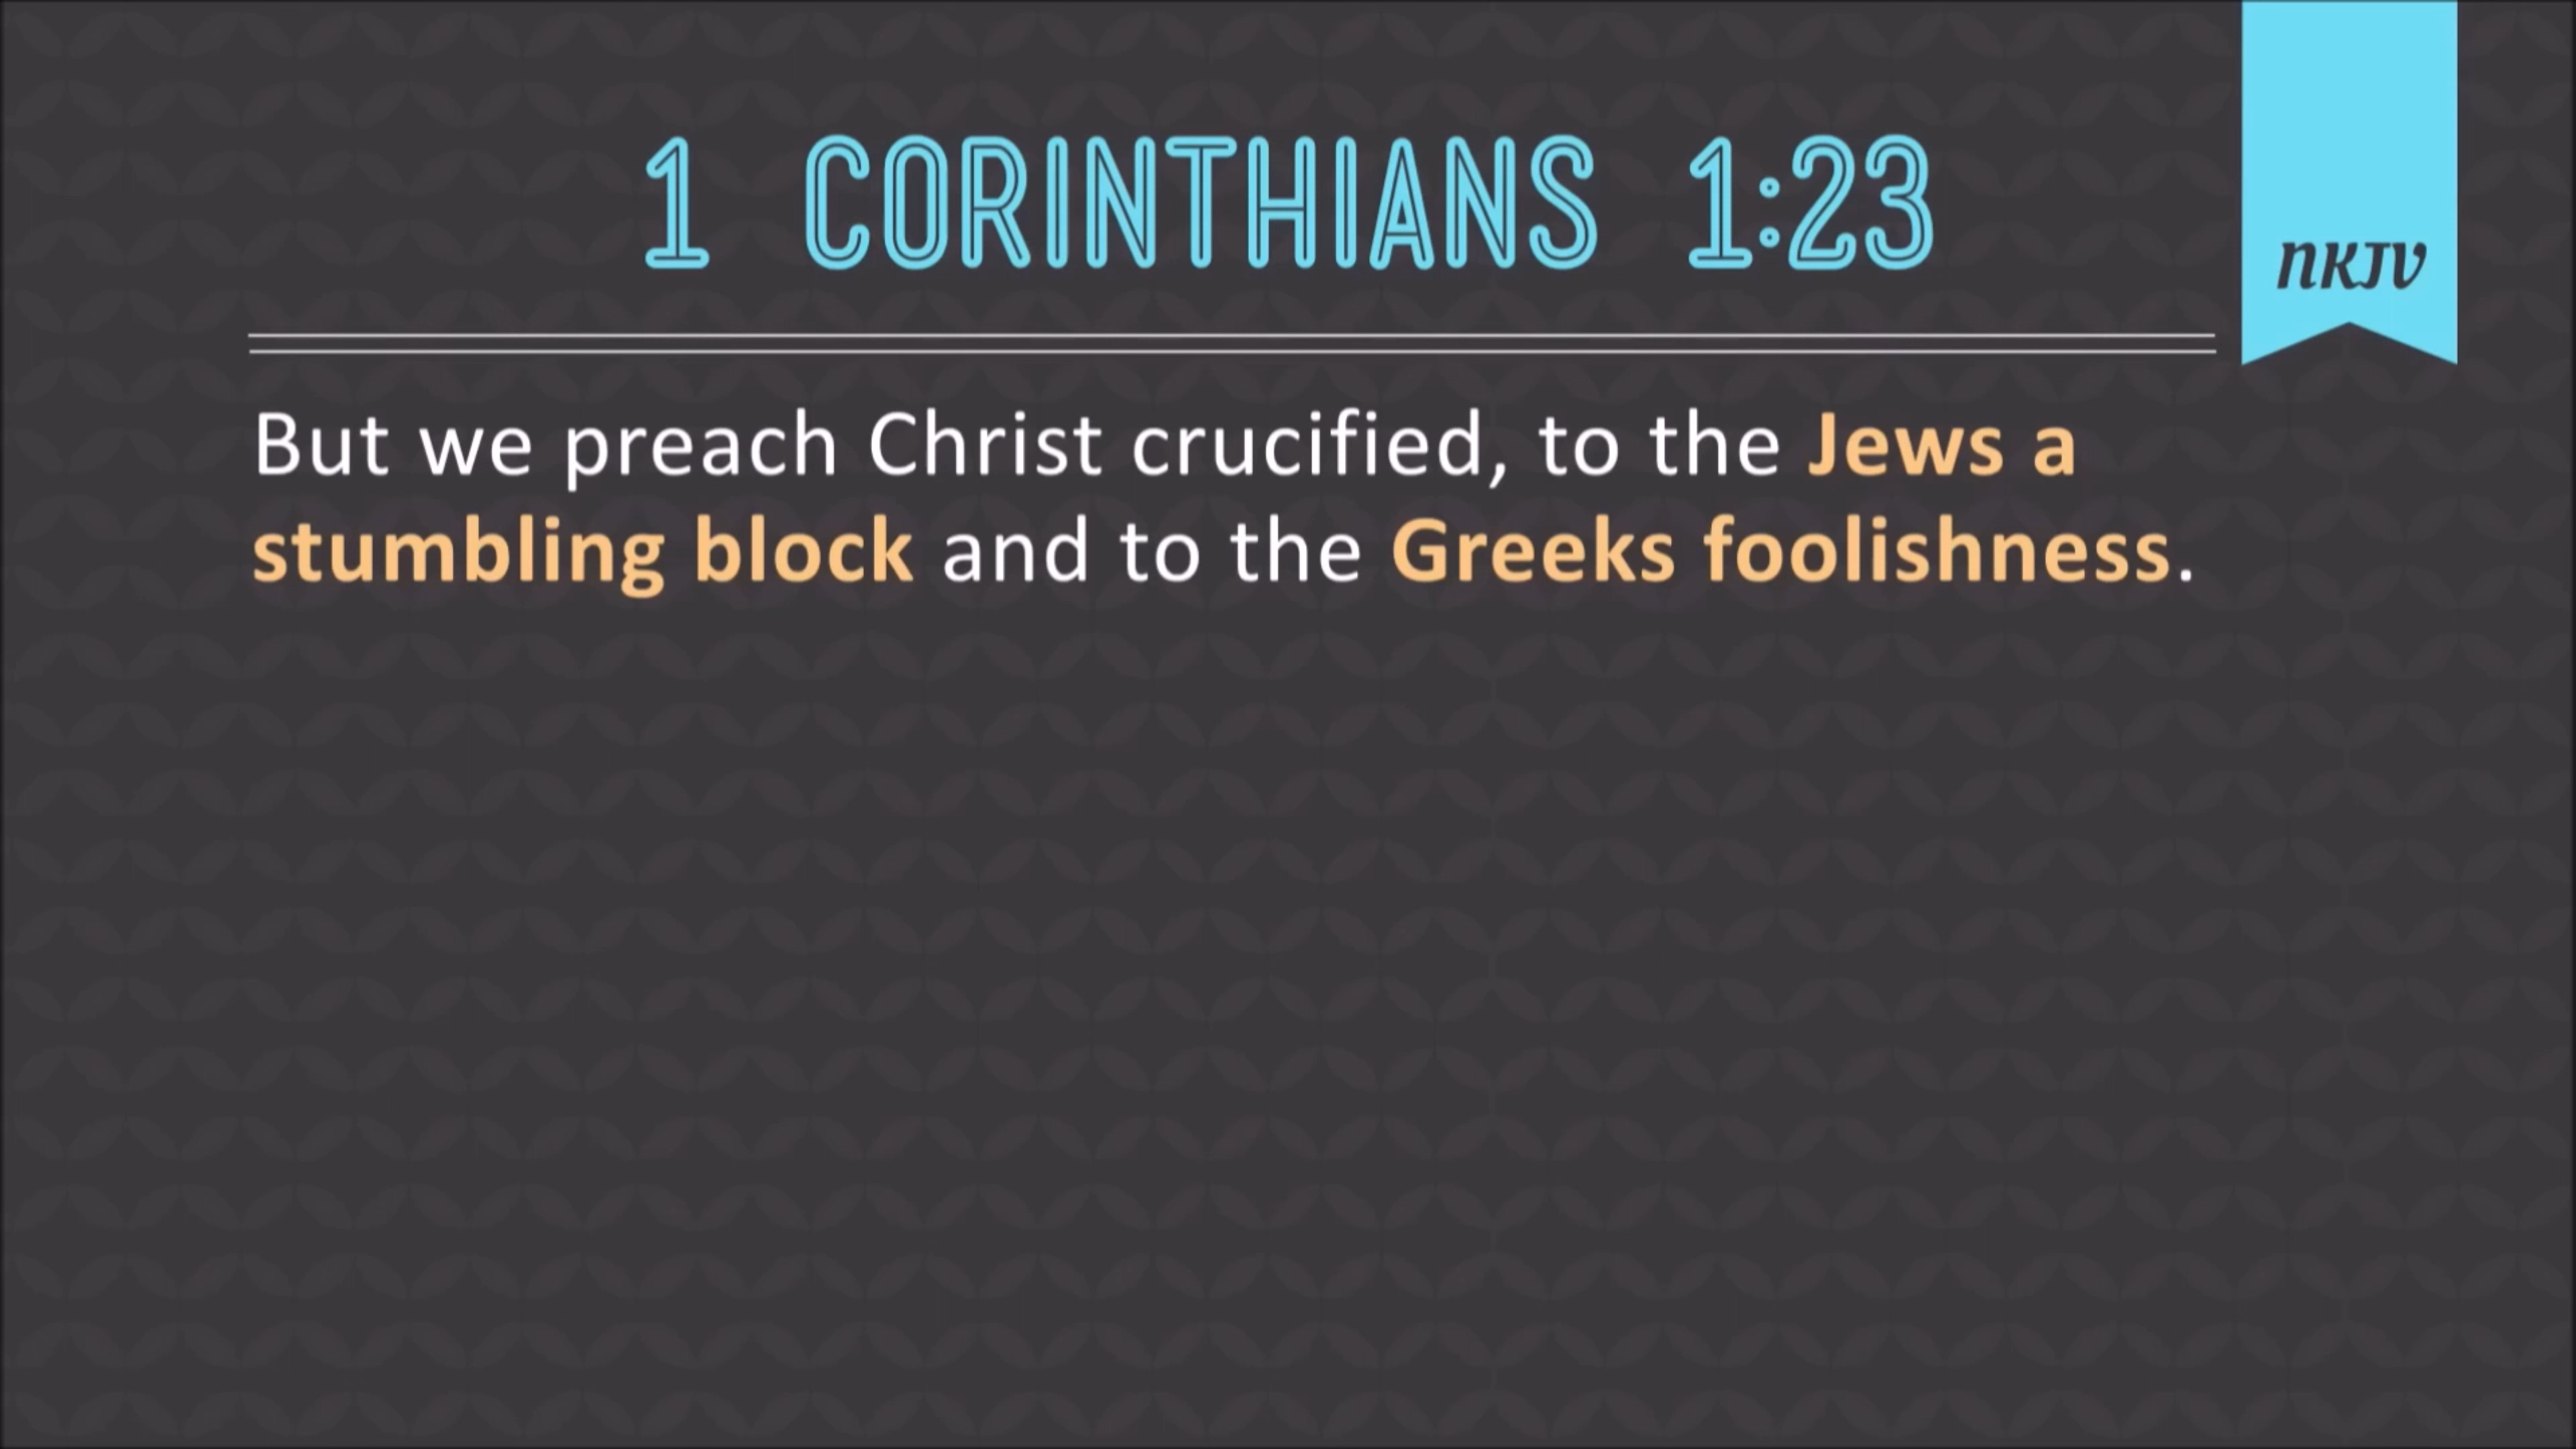 1 CORINTHIANS 1:23
NKJV
But we preach Christ crucified, to the Jews a
stumbling block and to the Greeks foolishness.